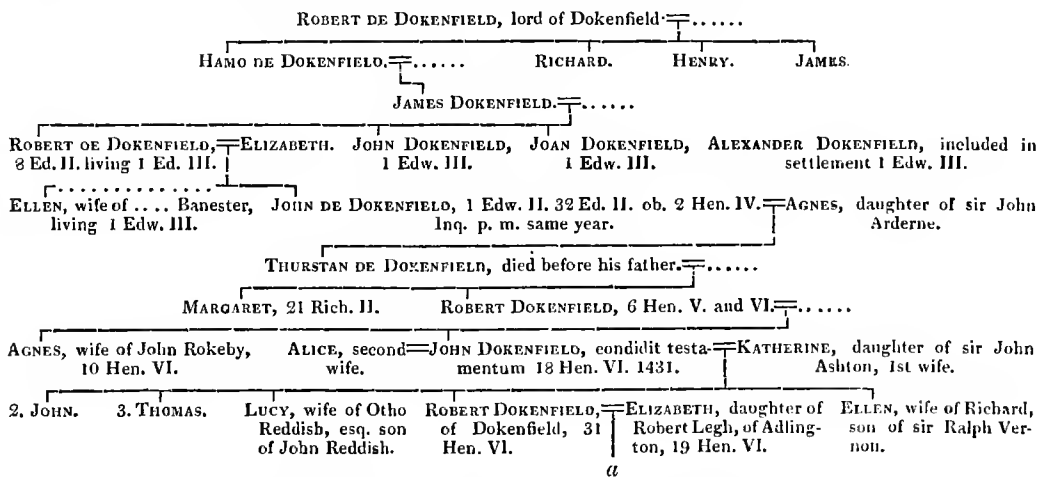 ROBERT DE DOKENFIELD, lord of Dokenfield.=......
HAMO DE DOKENFIELD.=...... RICHARD. HENRY. JAMES.
JAMES DOKENFIELD.=......
ROBERT DE DOKENFIELD,=ELIZABETH. JOHN DOKENFIELD, JOAN DOKENFIELD, ALEXANDER DOKENFIELD, included in
8 Ed. II. living 1 Ed. III. 1 Edw. III. 1 Edw. III. settlement 1 Edw. III.
ELLEN, wife of .... Banester, JOHN DE DOKENFIELD, 1 Edw. II. 32 Ed. II. ob. 2 Hen. IV.=AGNES, daughter of sir John
living 1 Edw. III. Inq. p. m. same year. Arderne.
THURSTAN DE DOKENFIELD, died before his father.=......
MARGARET, 21 Rich. II. ROBERT DOKENFIELD, 6 Hen. V. and VI.=......
AGNES, wife of John Rokeby, ALICE, second=JOHN DOKENFIELD, condidit testa-=KATHERINE, daughter of sir John
10 Hen. VI. wife. mentum 18 Hen. VI. 1431. Ashton, 1st wife.
2. JOHN. 3. THOMAS. LUCY, wife of Otho ROBERT DOKENFIELD,=ELIZABETH, daughter of ELLEN, wife of Richard,
Reddish, esq. son of Dokenfield, 31 Robert Legh, of Adling- son of sir Ralph Ver-
of John Reddish. Hen. VI. ton, 19 Hen. VI. non.
a